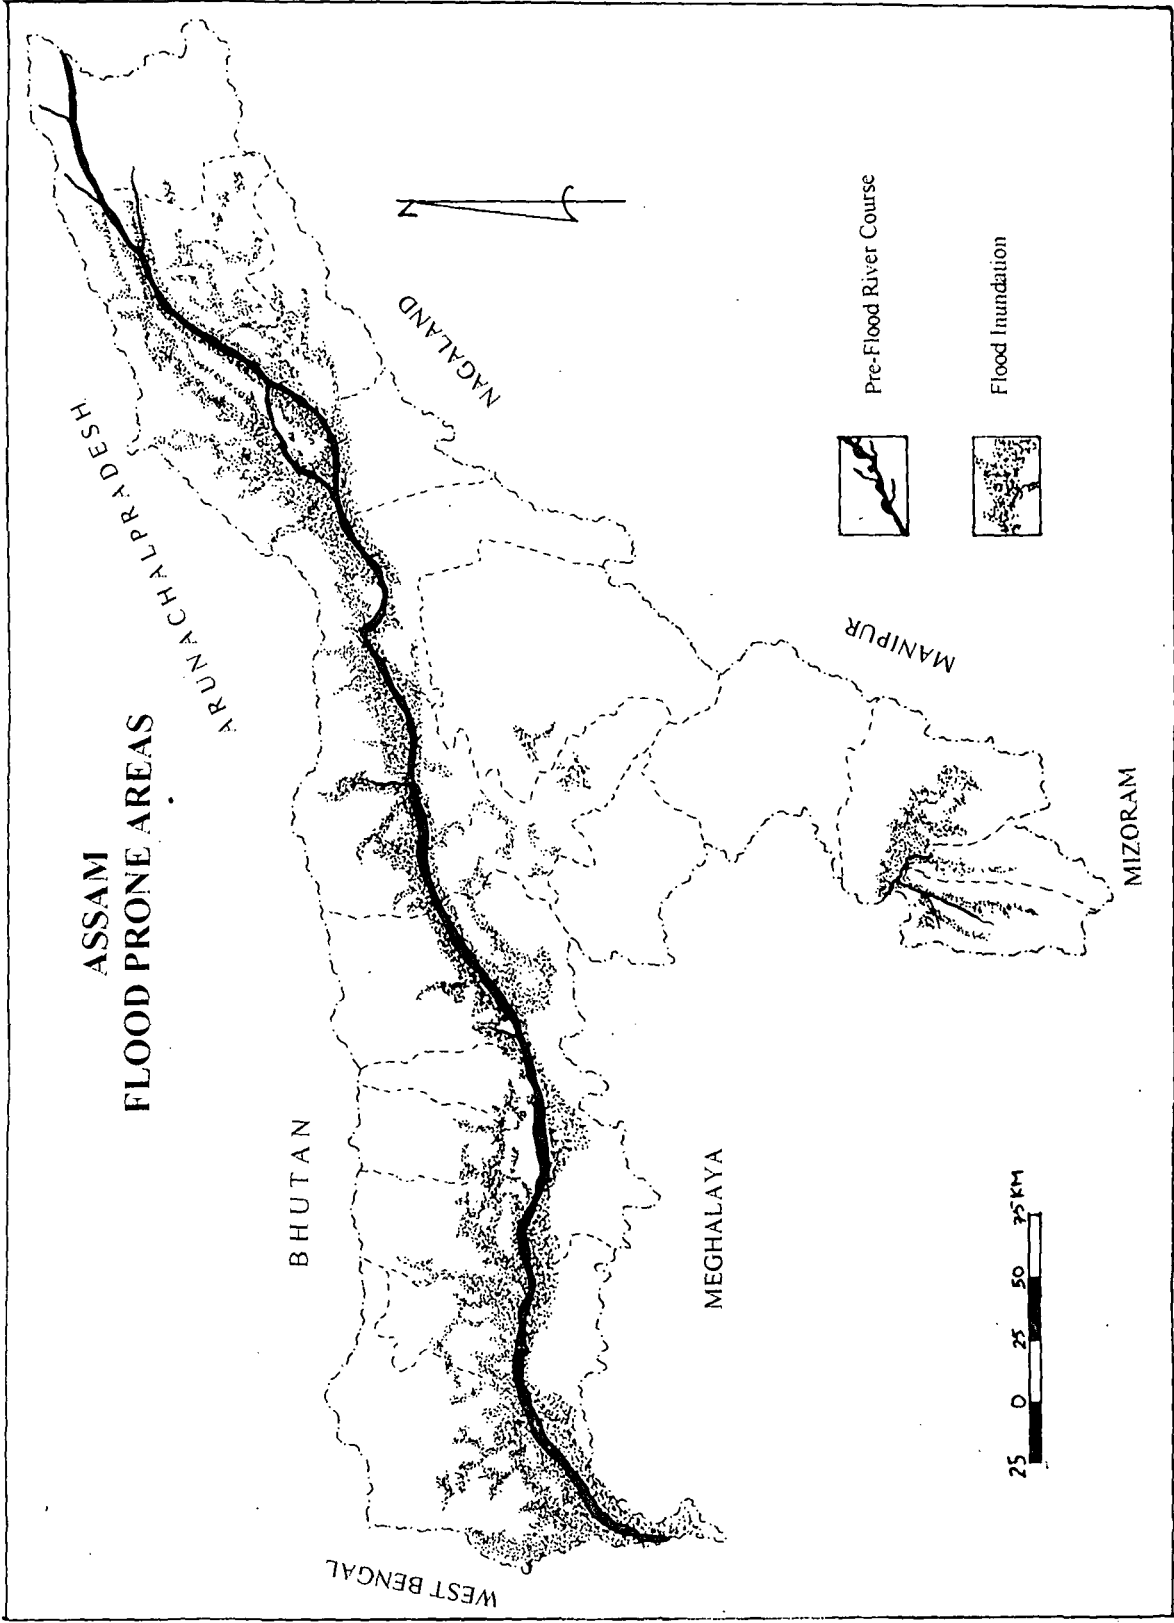 ASSAM
FLOOD PRONE AREAS
ARUNACHALPRADESH
BHUTAN
NAGALAND
WEST BENGAL
MEGHALAYA
MANIPUR
MIZORAM
N
Pre-Flood River Course
Flood Inundation
25 0 25 50 75KM